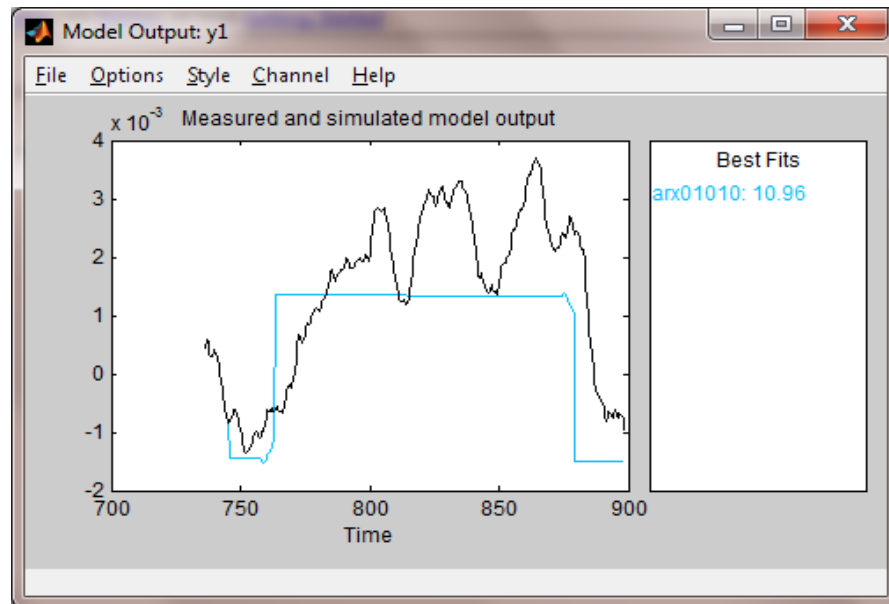 Model Output: y1
File Options Style Channel Help
x 10^-3 Measured and simulated model output
4
3
2
1
0
-1
-2
700 750 800 850 900
Time
Best Fits
arx01010: 10.96